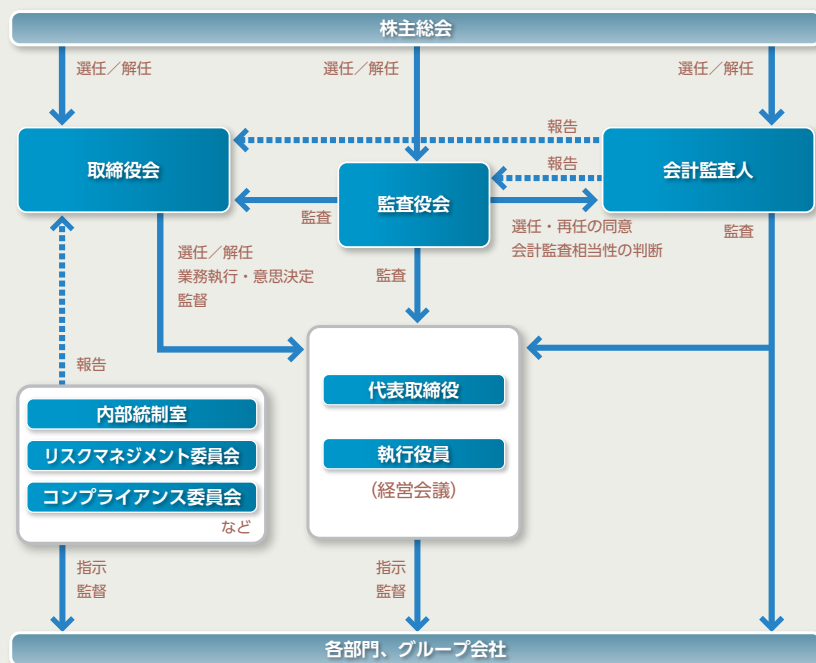 株主総会
選任／解任
選任／解任
選任／解任
取締役会
報告
報告
会計監査人
監査役会
監査
選任・再任の同意
会計監査相当性の判断
監査
選任／解任
業務執行・意思決定
監督
監査
報告
代表取締役
執行役員
（経営会議）
内部統制室
リスクマネジメント委員会
コンプライアンス委員会
など
指示
監督
指示
監督
各部門、グループ会社